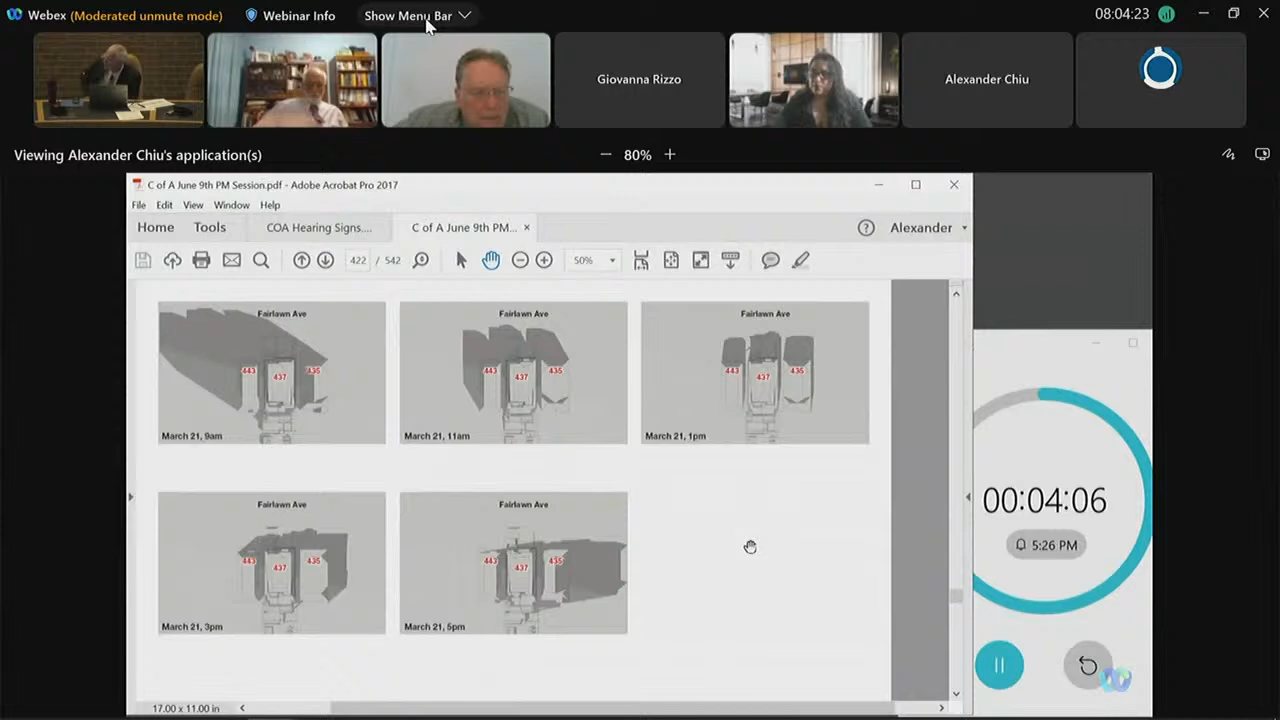 Webex (Moderated unmute mode) Webinar Info Show Menu Bar 08:04:23
Giovanna Rizzo Alexander Chiu
Viewing Alexander Chiu's application(s) 80%
C of A June 9th PM Session.pdf - Adobe Acrobat Pro 2017
File Edit View Window Help
Home Tools COA Hearing Signs.... C of A June 9th PM... × Alexander
422 / 542 50%
Fairlawn Ave Fairlawn Ave Fairlawn Ave
443 437 435 443 437 435 443 437 435
March 21, 9am March 21, 11am March 21, 1pm
00:04:06
Fairlawn Ave Fairlawn Ave
5:26 PM
443 437 435 443 437 435
March 21, 3pm March 21, 5pm
17.00 x 11.00 in